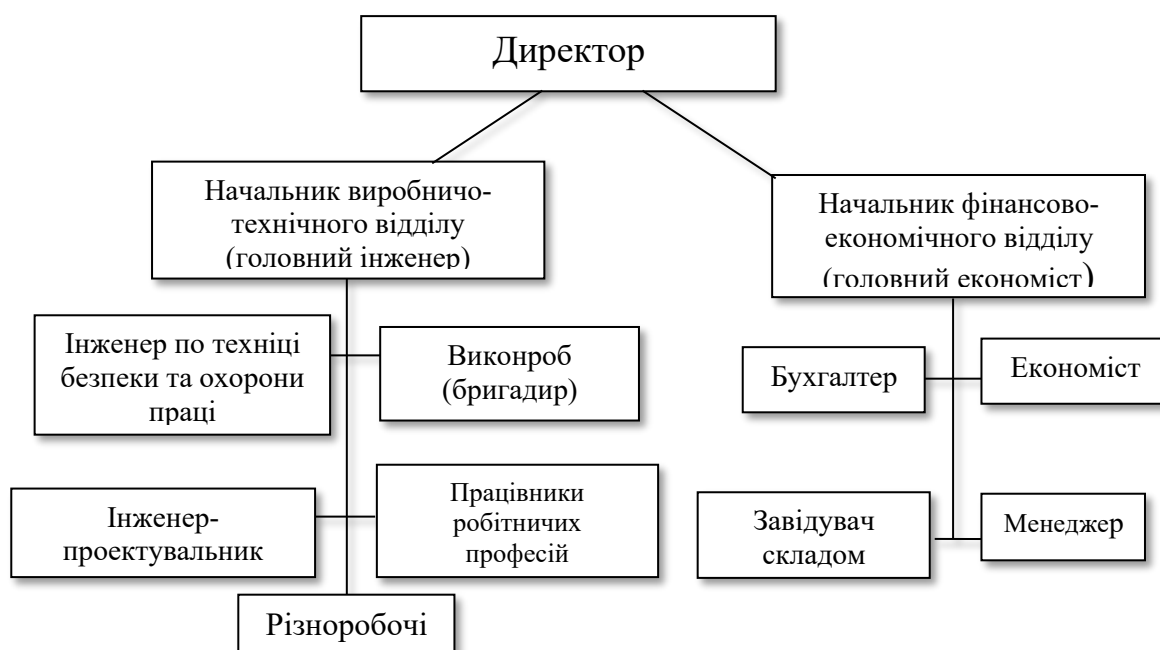 Директор
Начальник виробничо-
технічного відділу
(головний інженер)
Начальник фінансово-
економічного відділу
(головний економіст)
Інженер по техніці
безпеки та охорони
праці
Виконроб
(бригадир)
Бухгалтер
Економіст
Інженер-
проектувальник
Працівники
робітничих
професій
Завідувач
складом
Менеджер
Різноробочі